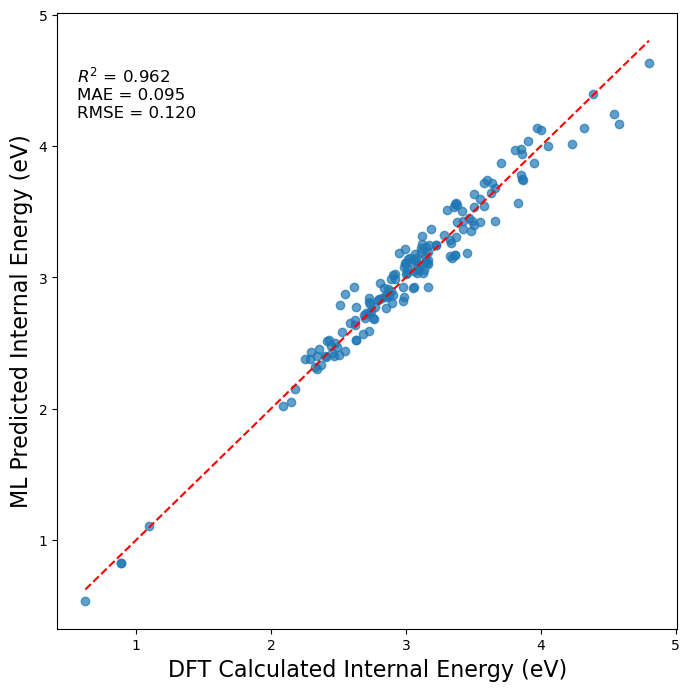 5
R² = 0.962
MAE = 0.095
RMSE = 0.120
4
3
2
1
ML Predicted Internal Energy (eV)
1 2 3 4 5
DFT Calculated Internal Energy (eV)